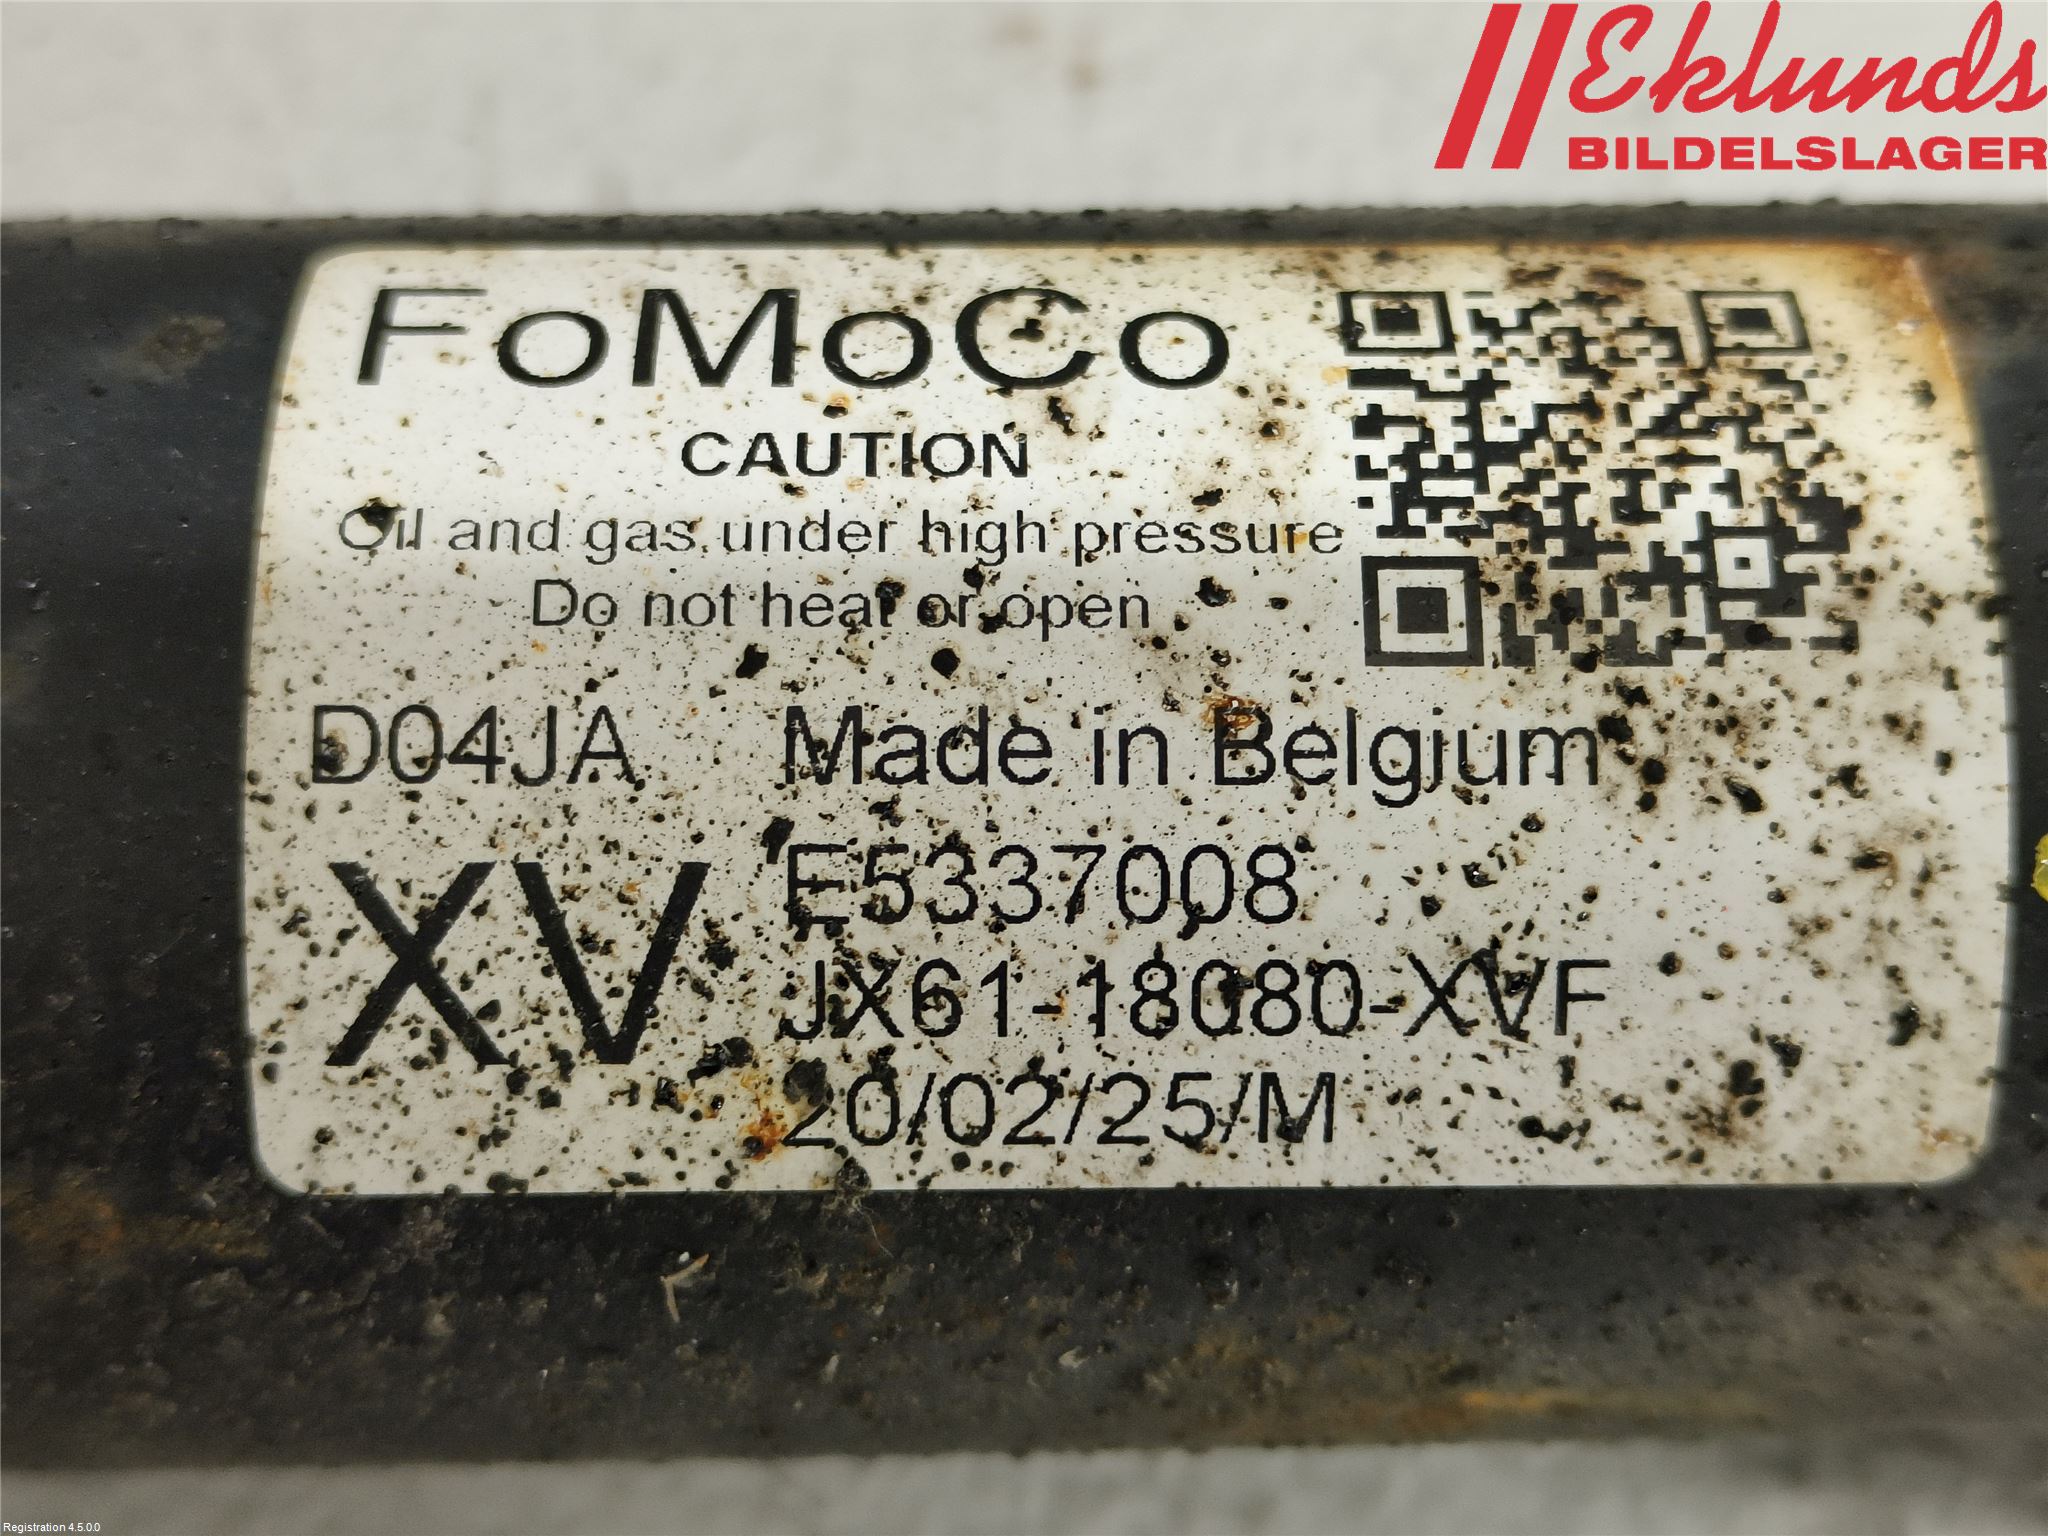 Eklunds
BILDELSLAGER
FoMoCo
CAUTION
Oil and gas under high pressure
Do not heat or open
D04JA Made in Belgium
XV
E5337008
JX61-18080-XVF
20/02/25/M
Registration 4.5.0.0